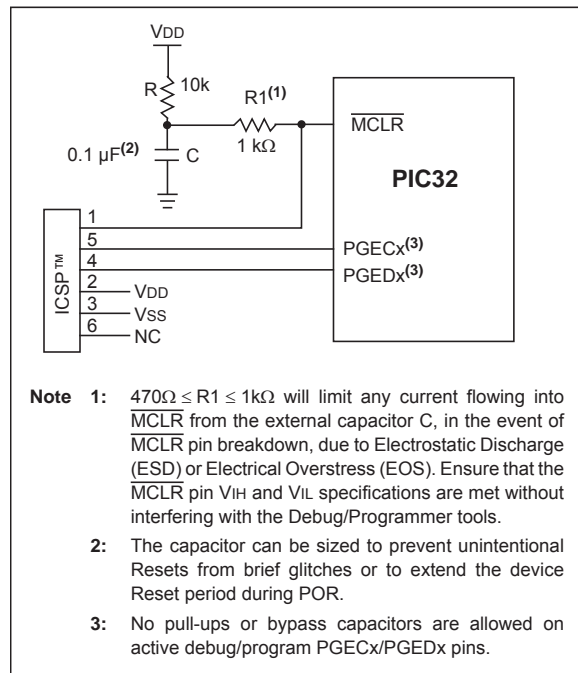 VDD
R 10k
R1(1)
1 kΩ
0.1 µF(2) C
MCLR
PIC32
ICSP™
1
5
4
2
3
6
VDD
VSS
NC
PGECx(3)
PGEDx(3)
Note 1: 470Ω ≤ R1 ≤ 1kΩ will limit any current flowing into
MCLR from the external capacitor C, in the event of
MCLR pin breakdown, due to Electrostatic Discharge
(ESD) or Electrical Overstress (EOS). Ensure that the
MCLR pin VIH and VIL specifications are met without
interfering with the Debug/Programmer tools.
2: The capacitor can be sized to prevent unintentional
Resets from brief glitches or to extend the device
Reset period during POR.
3: No pull-ups or bypass capacitors are allowed on
active debug/program PGECx/PGEDx pins.